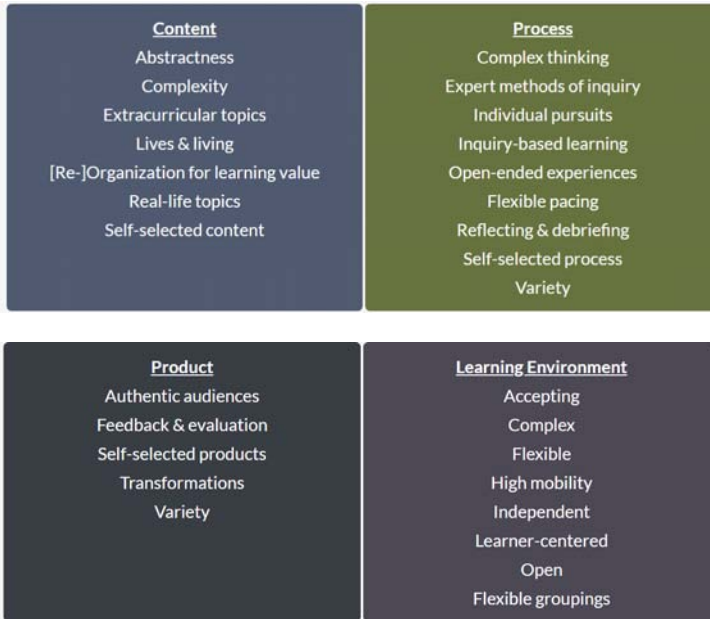 Content
Abstractness
Complexity
Extracurricular topics
Lives & living
[Re-]Organization for learning value
Real-life topics
Self-selected content
Process
Complex thinking
Expert methods of inquiry
Individual pursuits
Inquiry-based learning
Open-ended experiences
Flexible pacing
Reflecting & debriefing
Self-selected process
Variety
Product
Authentic audiences
Feedback & evaluation
Self-selected products
Transformations
Variety
Learning Environment
Accepting
Complex
Flexible
High mobility
Independent
Learner-centered
Open
Flexible groupings